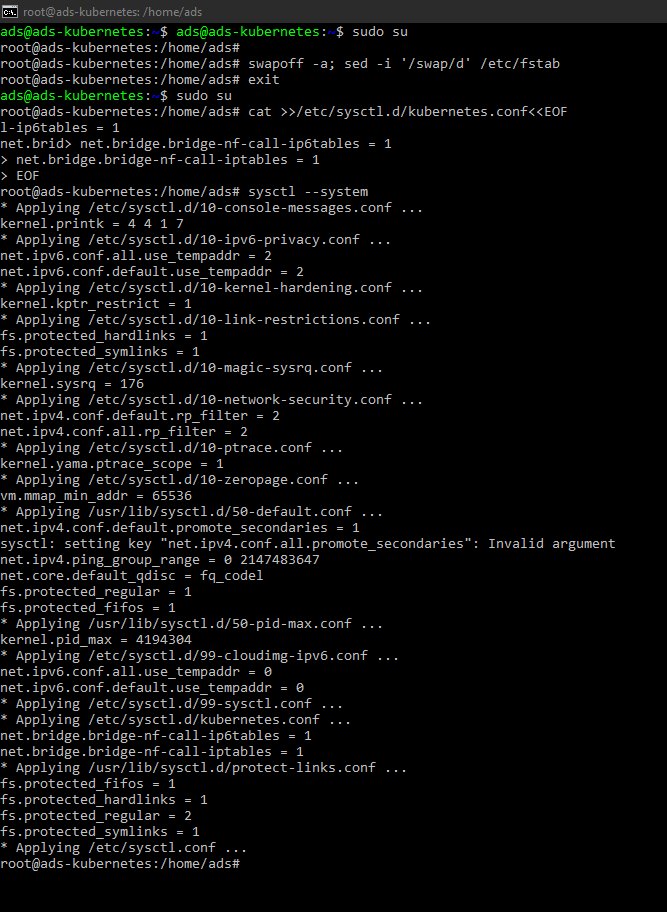 root@ads-kubernetes: /home/ads
ads@ads-kubernetes:~$ ads@ads-kubernetes:~$ sudo su
root@ads-kubernetes:/home/ads#
root@ads-kubernetes:/home/ads# swapoff -a; sed -i '/swap/d' /etc/fstab
root@ads-kubernetes:/home/ads# exit
ads@ads-kubernetes:~$ sudo su
root@ads-kubernetes:/home/ads# cat >>/etc/sysctl.d/kubernetes.conf<<EOF
l-ip6tables = 1
net.brid> net.bridge.bridge-nf-call-ip6tables = 1
> net.bridge.bridge-nf-call-iptables = 1
> EOF
root@ads-kubernetes:/home/ads# sysctl --system
* Applying /etc/sysctl.d/10-console-messages.conf ...
kernel.printk = 4 4 1 7
* Applying /etc/sysctl.d/10-ipv6-privacy.conf ...
net.ipv6.conf.all.use_tempaddr = 2
net.ipv6.conf.default.use_tempaddr = 2
* Applying /etc/sysctl.d/10-kernel-hardening.conf ...
kernel.kptr_restrict = 1
* Applying /etc/sysctl.d/10-link-restrictions.conf ...
fs.protected_hardlinks = 1
fs.protected_symlinks = 1
* Applying /etc/sysctl.d/10-magic-sysrq.conf ...
kernel.sysrq = 176
* Applying /etc/sysctl.d/10-network-security.conf ...
net.ipv4.conf.default.rp_filter = 2
net.ipv4.conf.all.rp_filter = 2
* Applying /etc/sysctl.d/10-ptrace.conf ...
kernel.yama.ptrace_scope = 1
* Applying /etc/sysctl.d/10-zeropage.conf ...
vm.mmap_min_addr = 65536
* Applying /usr/lib/sysctl.d/50-default.conf ...
net.ipv4.conf.default.promote_secondaries = 1
sysctl: setting key "net.ipv4.conf.all.promote_secondaries": Invalid argument
net.ipv4.ping_group_range = 0 2147483647
net.core.default_qdisc = fq_codel
fs.protected_regular = 1
fs.protected_fifos = 1
* Applying /usr/lib/sysctl.d/50-pid-max.conf ...
kernel.pid_max = 4194304
* Applying /etc/sysctl.d/99-cloudimg-ipv6.conf ...
net.ipv6.conf.all.use_tempaddr = 0
net.ipv6.conf.default.use_tempaddr = 0
* Applying /etc/sysctl.d/99-sysctl.conf ...
* Applying /etc/sysctl.d/kubernetes.conf ...
net.bridge.bridge-nf-call-ip6tables = 1
net.bridge.bridge-nf-call-iptables = 1
* Applying /usr/lib/sysctl.d/protect-links.conf ...
fs.protected_fifos = 1
fs.protected_hardlinks = 1
fs.protected_regular = 2
fs.protected_symlinks = 1
* Applying /etc/sysctl.conf ...
root@ads-kubernetes:/home/ads#